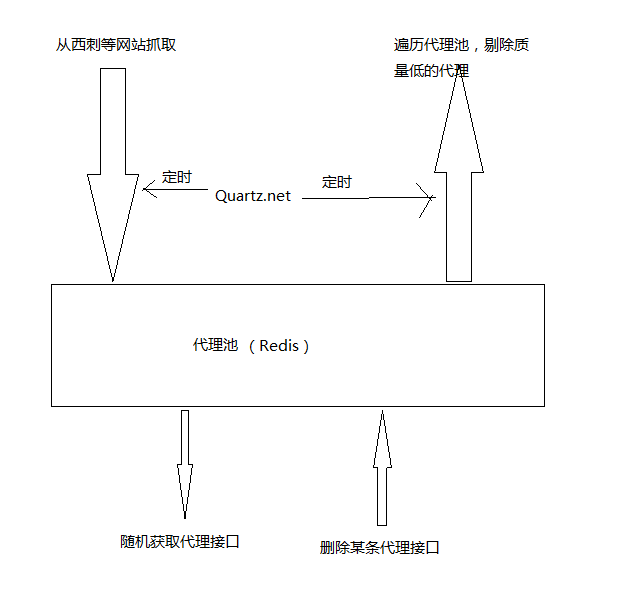 从西刺等网站抓取
遍历代理池，剔除质
量低的代理
定时
Quartz.net
定时
代理池 （Redis）
随机获取代理接口
删除某条代理接口